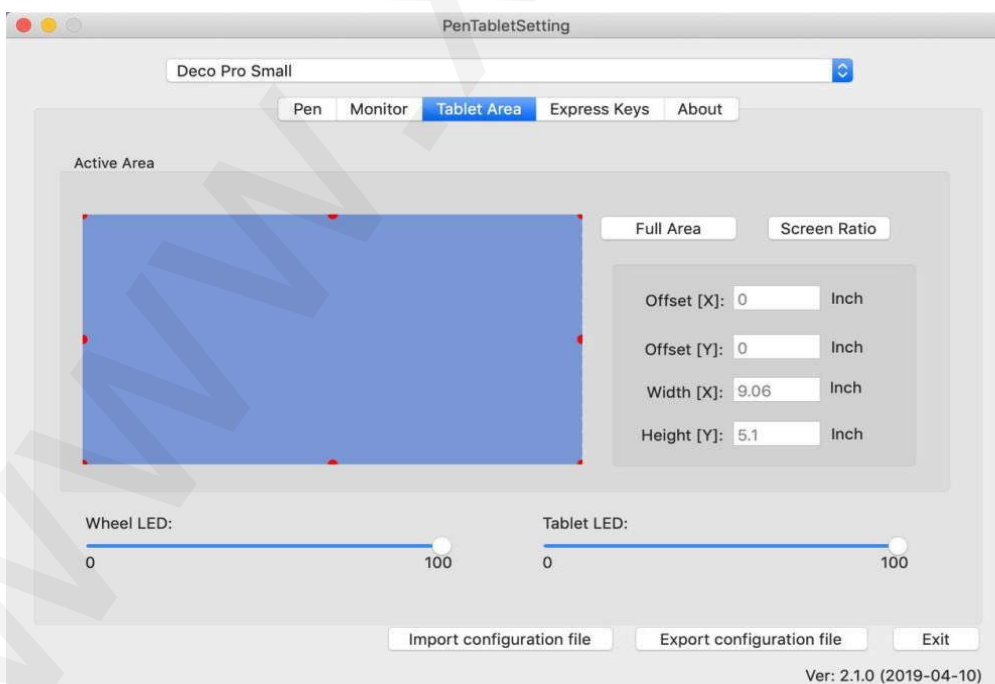 PenTabletSetting
Deco Pro Small
Pen Monitor Tablet Area Express Keys About
Active Area
Full Area Screen Ratio
Offset [X]: 0 Inch
Offset [Y]: 0 Inch
Width [X]: 9.06 Inch
Height [Y]: 5.1 Inch
Wheel LED: Tablet LED:
0 100 0 100
Import configuration file Export configuration file Exit
Ver: 2.1.0 (2019-04-10)